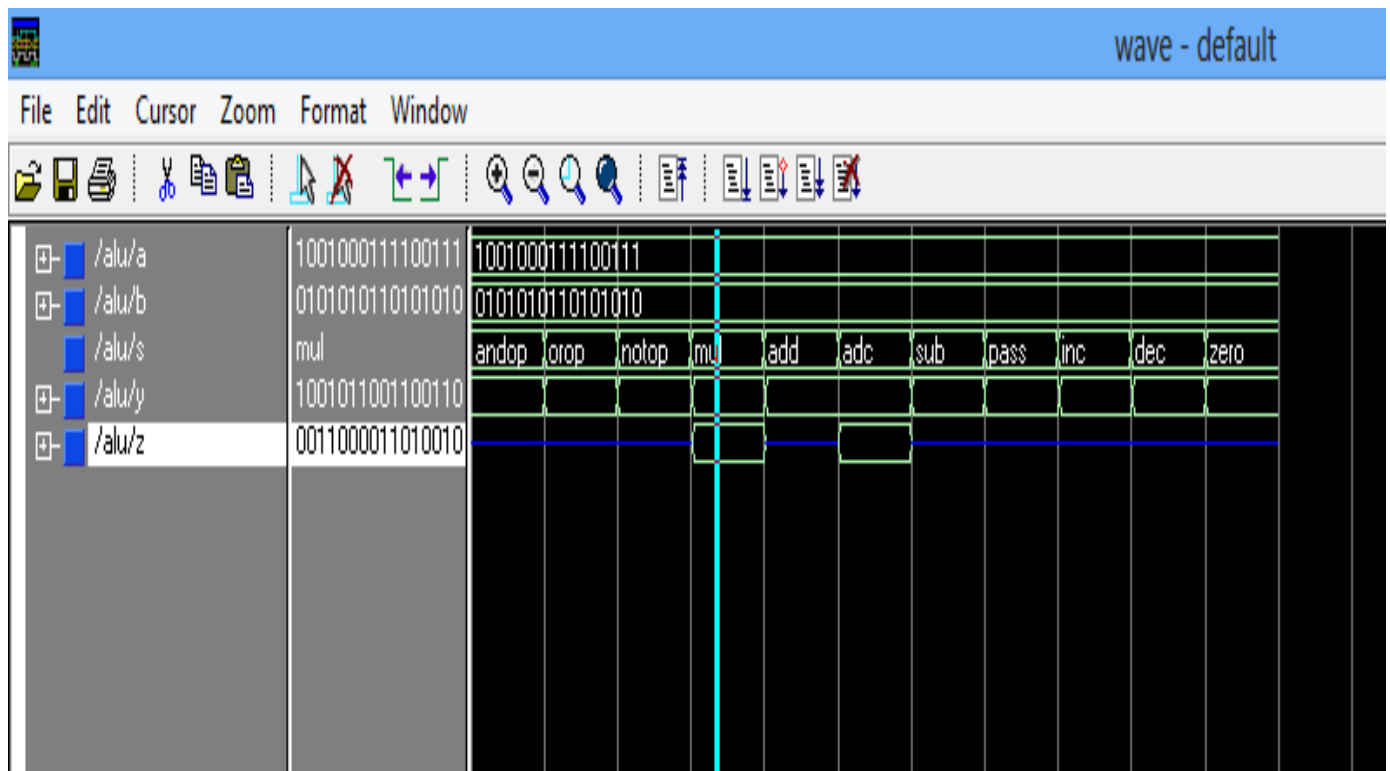 wave - default
File Edit Cursor Zoom Format Window
/alu/a 1001000111100111 1001000111100111
/alu/b 0101010110101010 0101010110101010
/alu/s mul andop orop notop mul add adc sub pass inc dec zero
/alu/y 1001011001100110
/alu/z 0011000011010010